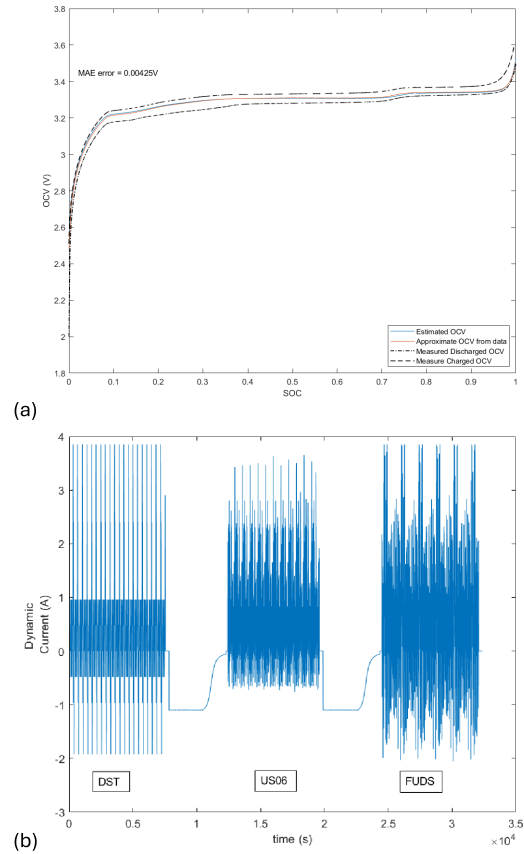 (a)
3.8
3.6
3.4
3.2
3
2.8
2.6
2.4
2.2
2
1.8
OCV (V)
MAE error = 0.00425V
Estimated OCV
Approximate OCV from data
Measured Discharged OCV
Measure Charged OCV
0 0.1 0.2 0.3 0.4 0.5 0.6 0.7 0.8 0.9 1
SOC
(b)
4
3
2
1
0
-1
-2
-3
Dynamic
Current (A)
DST US06 FUDS
0 0.5 1 1.5 2 2.5 3 3.5
time (s)
×10⁴